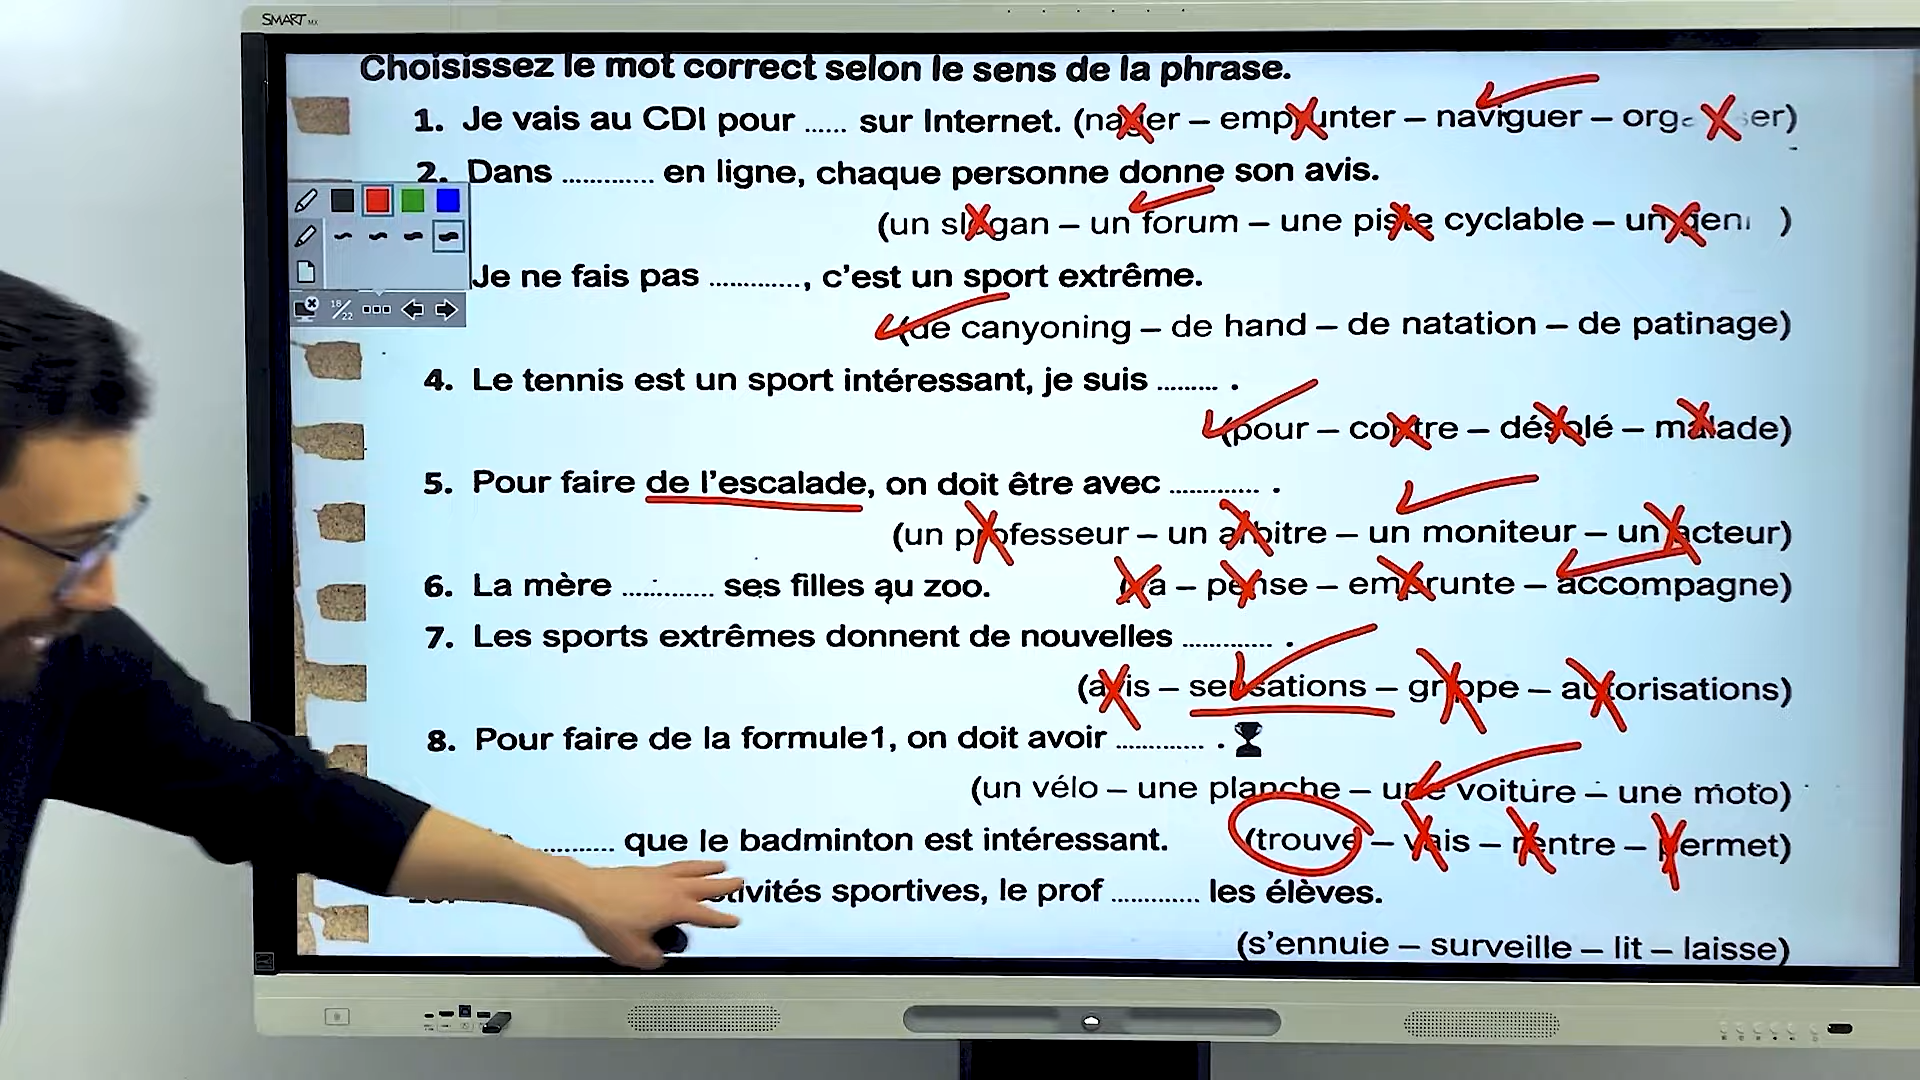 SMART MX
Choisissez le mot correct selon le sens de la phrase.
1. Je vais au CDI pour ...... sur Internet. (nager – emprunter – naviguer – organiser)
2. Dans ............. en ligne, chaque personne donne son avis.
(un slogan – un forum – une piste cyclable – un )
18/22
Je ne fais pas ............., c'est un sport extrême.
(de canyoning – de hand – de natation – de patinage)
4. Le tennis est un sport intéressant, je suis ......... .
(pour – contre – désolé – malade)
5. Pour faire de l'escalade, on doit être avec ............. .
(un professeur – un arbitre – un moniteur – un acteur)
6. La mère ............. ses filles au zoo. (va – pense – emprunte – accompagne)
7. Les sports extrêmes donnent de nouvelles ............. .
(avis – sensations – grippe – autorisations)
8. Pour faire de la formule1, on doit avoir ............. .
(un vélo – une planche – une voiture – une moto)
............ que le badminton est intéressant. (trouve – vais – rentre – permet)
sportives, le prof ............. les élèves.
(s'ennuie – surveille – lit – laisse)